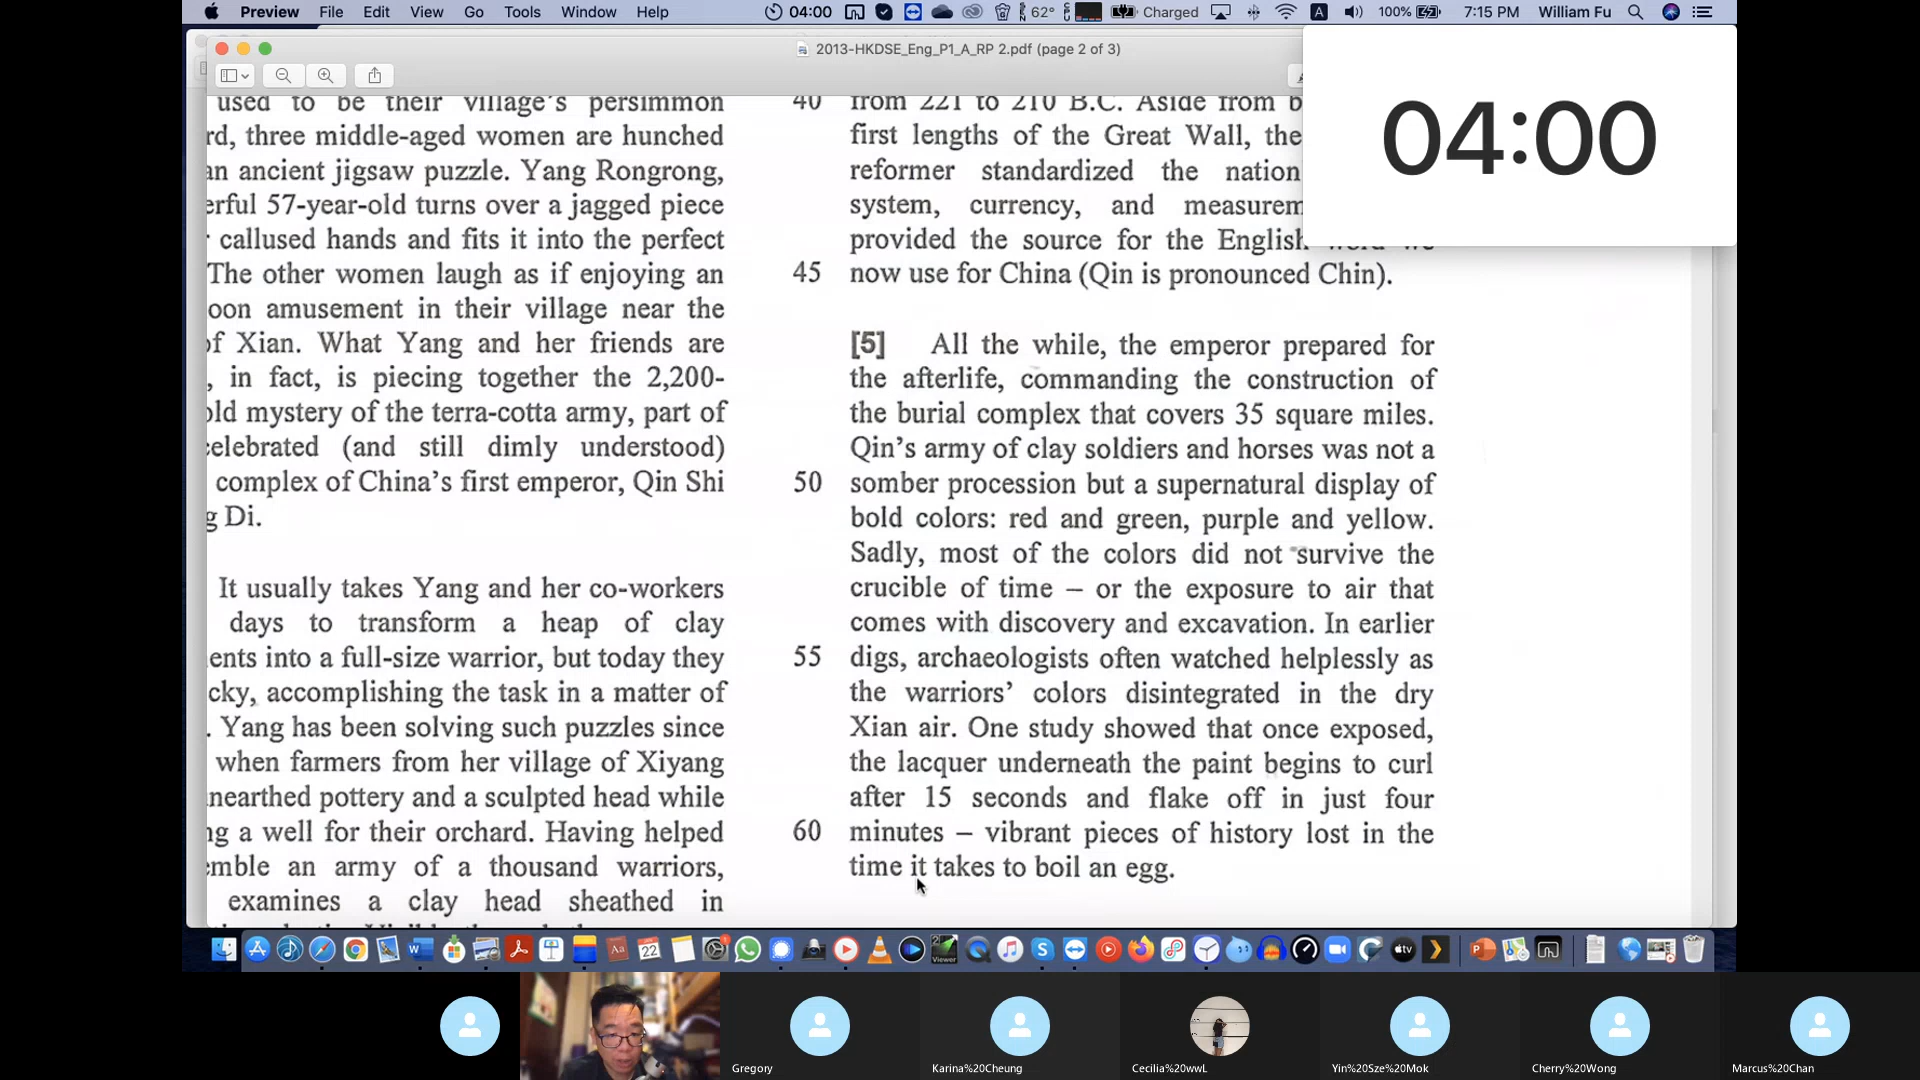 Preview File Edit View Go Tools Window Help 04:00 62° Charged 100% 7:15 PM William Fu
2013-HKDSE_Eng_P1_A_RP 2.pdf (page 2 of 3)
04:00
used to be their village's persimmon
rd, three middle-aged women are hunched
an ancient jigsaw puzzle. Yang Rongrong,
erful 57-year-old turns over a jagged piece
callused hands and fits it into the perfect
The other women laugh as if enjoying an
oon amusement in their village near the
of Xian. What Yang and her friends are
, in fact, is piecing together the 2,200-
old mystery of the terra-cotta army, part of
celebrated (and still dimly understood)
complex of China's first emperor, Qin Shi
g Di.
It usually takes Yang and her co-workers
days to transform a heap of clay
ents into a full-size warrior, but today they
cky, accomplishing the task in a matter of
. Yang has been solving such puzzles since
when farmers from her village of Xiyang
nearthed pottery and a sculpted head while
ng a well for their orchard. Having helped
emble an army of a thousand warriors,
examines a clay head sheathed in
40 from 221 to 210 B.C. Aside from b
first lengths of the Great Wall, the
reformer standardized the nation
system, currency, and measurem
provided the source for the English word we
45 now use for China (Qin is pronounced Chin).
[5] All the while, the emperor prepared for
the afterlife, commanding the construction of
the burial complex that covers 35 square miles.
Qin's army of clay soldiers and horses was not a
50 somber procession but a supernatural display of
bold colors: red and green, purple and yellow.
Sadly, most of the colors did not survive the
crucible of time – or the exposure to air that
comes with discovery and excavation. In earlier
55 digs, archaeologists often watched helplessly as
the warriors' colors disintegrated in the dry
Xian air. One study showed that once exposed,
the lacquer underneath the paint begins to curl
after 15 seconds and flake off in just four
60 minutes – vibrant pieces of history lost in the
time it takes to boil an egg.
Gregory
Karina%20Cheung
Cecilia%20wwL
Yin%20Sze%20Mok
Cherry%20Wong
Marcus%20Chan